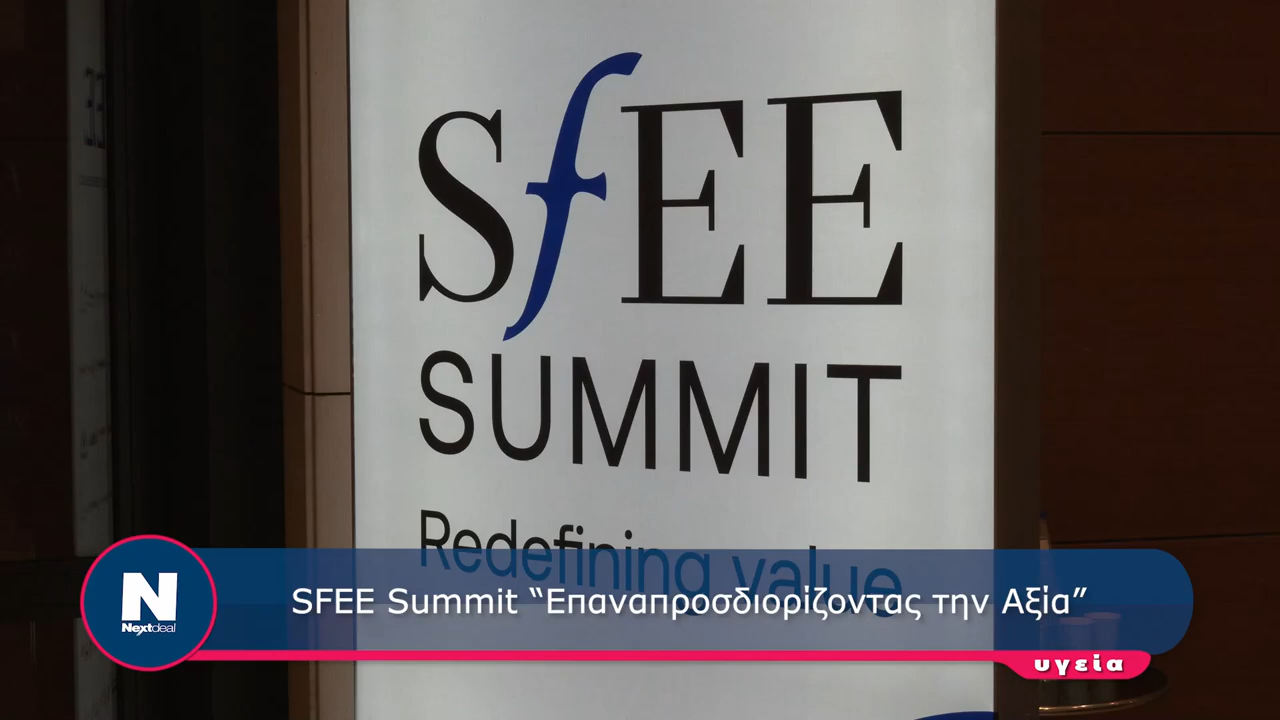 SfEE
SUMMIT
Redefining value
SFEE Summit “Επαναπροσδιορίζοντας την Αξία”
N
Nextdeal
υγεία